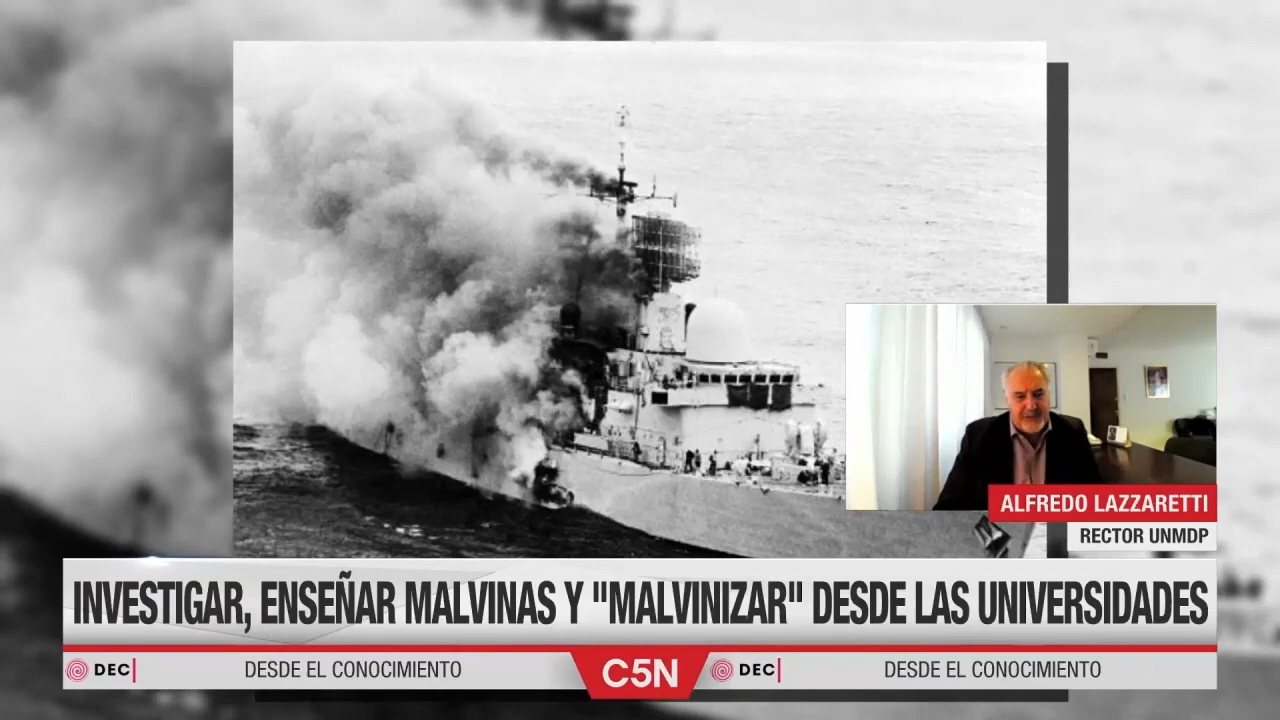 ALFREDO LAZZARETTI
RECTOR UNMDP
INVESTIGAR, ENSEÑAR MALVINAS Y "MALVINIZAR" DESDE LAS UNIVERSIDADES
DEC
DESDE EL CONOCIMIENTO
C5N
DEC
DESDE EL CONOCIMIENTO